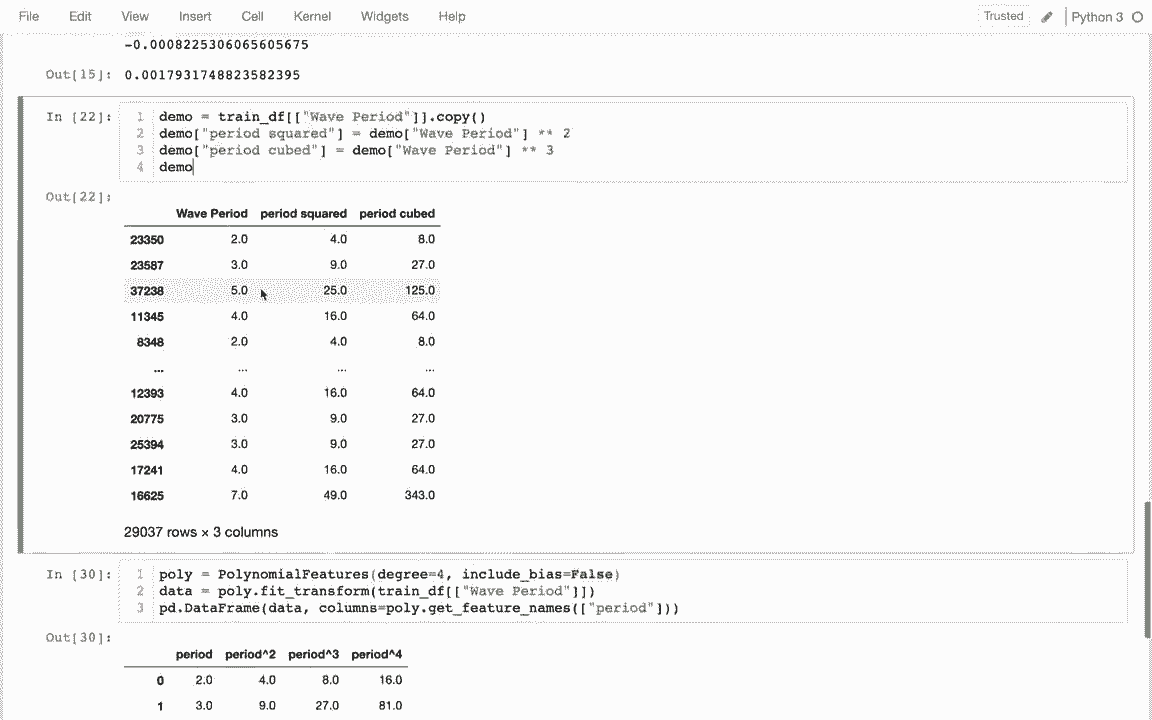 File Edit View Insert Cell Kernel Widgets Help Trusted Python 3
-0.0008225306065605675
Out[15]: 0.0017931748823582395
In [22]: 1 demo = train_df[["Wave Period"]].copy()
2 demo["period squared"] = demo["Wave Period"] ** 2
3 demo["period cubed"] = demo["Wave Period"] ** 3
4 demo
Out[22]:
Wave Period period squared period cubed
23350 2.0 4.0 8.0
23587 3.0 9.0 27.0
37238 5.0 25.0 125.0
11345 4.0 16.0 64.0
8348 2.0 4.0 8.0
... ... ... ...
12393 4.0 16.0 64.0
20775 3.0 9.0 27.0
25394 3.0 9.0 27.0
17241 4.0 16.0 64.0
16625 7.0 49.0 343.0
29037 rows × 3 columns
In [30]: 1 poly = PolynomialFeatures(degree=4, include_bias=False)
2 data = poly.fit_transform(train_df[["Wave Period"]])
3 pd.DataFrame(data, columns=poly.get_feature_names(["period"]))
Out[30]:
period period^2 period^3 period^4
0 2.0 4.0 8.0 16.0
1 3.0 9.0 27.0 81.0